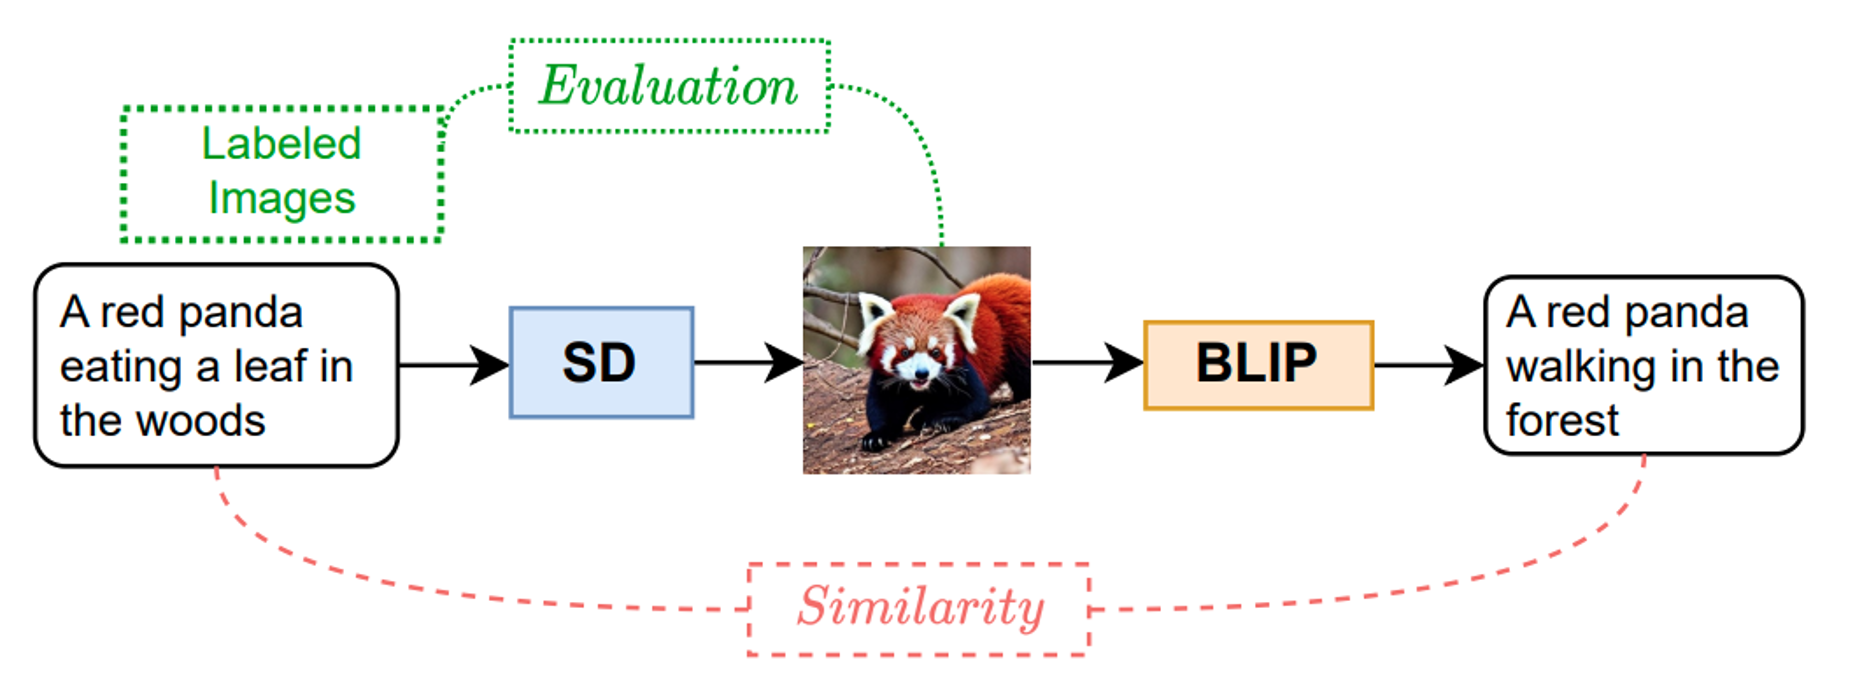 Evaluation
Labeled
Images
A red panda
eating a leaf in
the woods
SD
BLIP
A red panda
walking in the
forest
Similarity